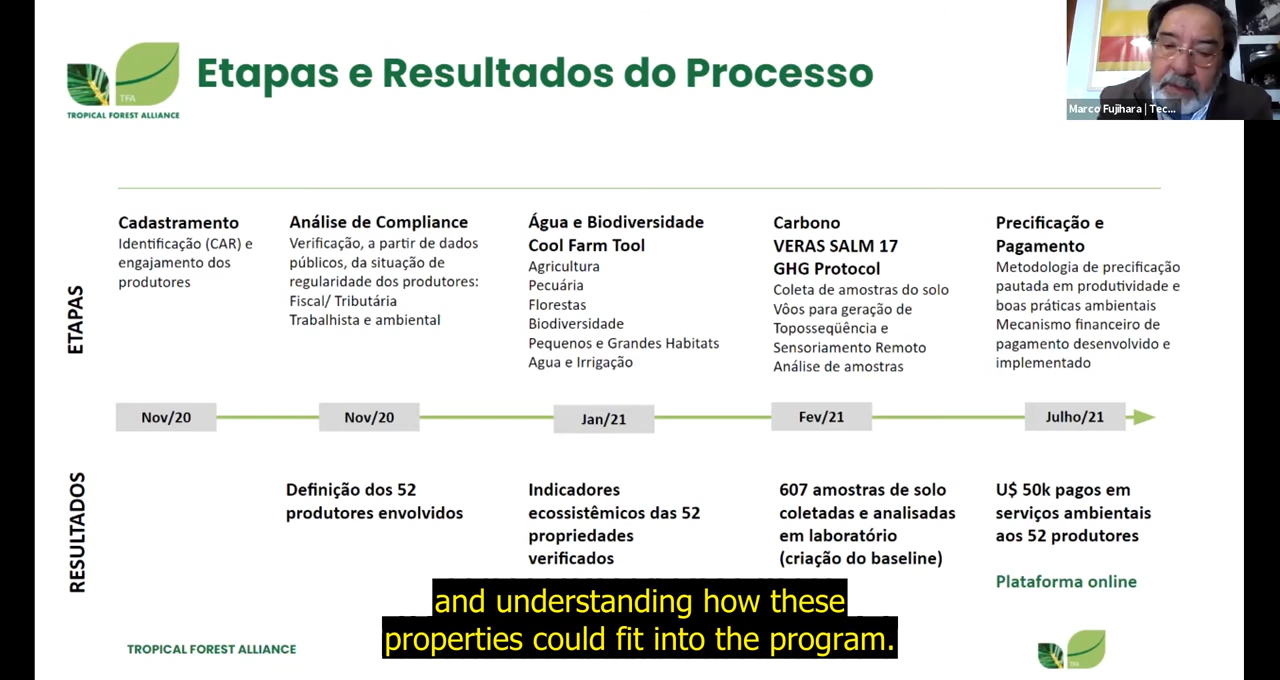 Etapas e Resultados do Processo
TFA
TROPICAL FOREST ALLIANCE
Marco Fujihara | Tec...
ETAPAS
Cadastramento
Identificação (CAR) e
engajamento dos
produtores
Análise de Compliance
Verificação, a partir de dados
públicos, da situação de
regularidade dos produtores:
Fiscal/ Tributária
Trabalhista e ambiental
Água e Biodiversidade
Cool Farm Tool
Agricultura
Pecuária
Florestas
Biodiversidade
Pequenos e Grandes Habitats
Agua e Irrigação
Carbono
VERAS SALM 17
GHG Protocol
Coleta de amostras do solo
Vôos para geração de
Toposseqüência e
Sensoriamento Remoto
Análise de amostras
Precificação e
Pagamento
Metodologia de precificação
pautada em produtividade e
boas práticas ambientais
Mecanismo financeiro de
pagamento desenvolvido e
implementado
Nov/20
Nov/20
Jan/21
Fev/21
Julho/21
RESULTADOS
Definição dos 52
produtores envolvidos
Indicadores
ecossistêmicos das 52
propriedades
verificados
607 amostras de solo
coletadas e analisadas
em laboratório
(criação do baseline)
U$ 50k pagos em
serviços ambientais
aos 52 produtores
Plataforma online
and understanding how these
properties could fit into the program.
TROPICAL FOREST ALLIANCE
TFA